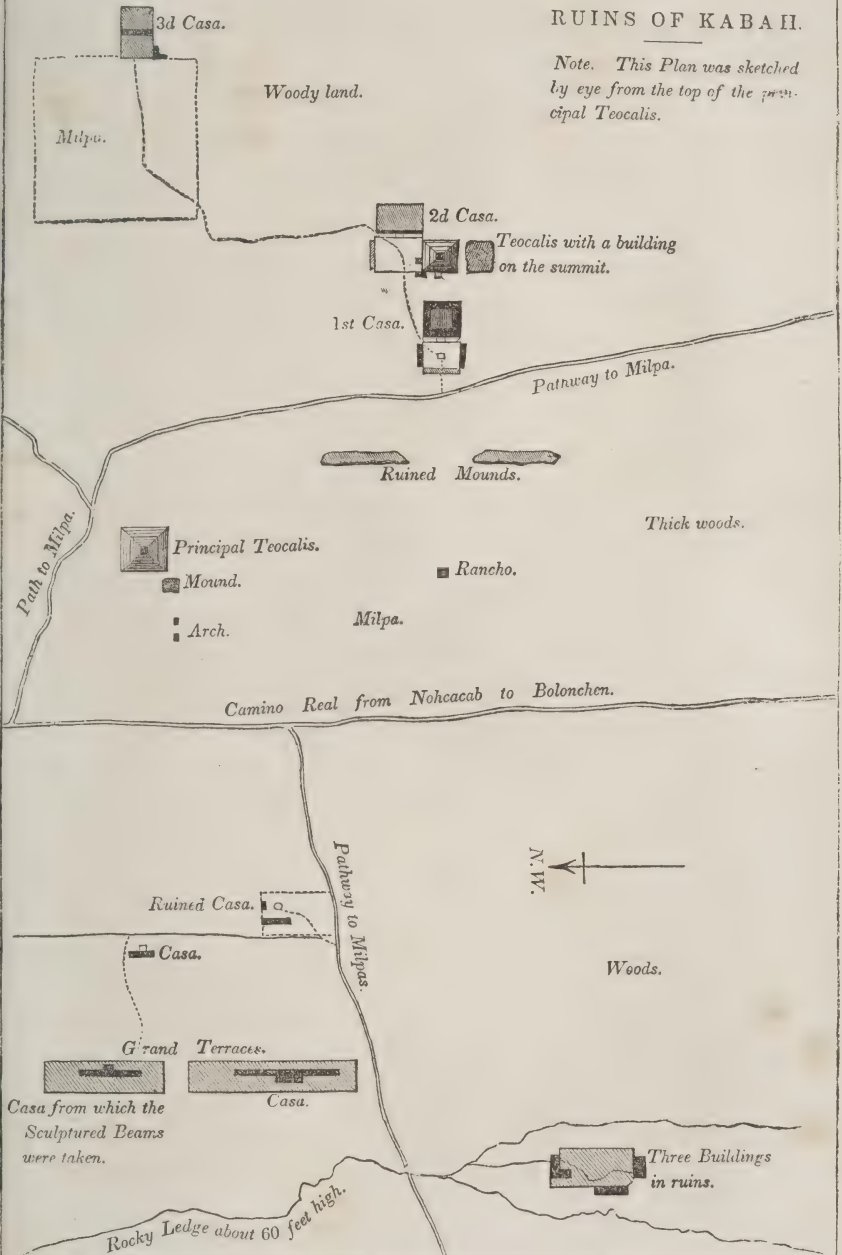 RUINS OF KABAH.
Note. This Plan was sketched
by eye from the top of the
cipal Teocalis.
3d Casa.
Woody land.
Milpa.
2d Casa.
Teocalis with a building
on the summit.
1st Casa.
Pathway to Milpa.
Ruined Mounds.
Path to Milpa.
Thick woods.
Principal Teocalis.
Mound.
Rancho.
Arch.
Milpa.
Camino Real from Nohcacab to Bolonchen.
Pathway to Milpas.
N.W.
Ruined Casa.
Casa.
Woods.
Grand Terraces.
Casa from which the
Sculptured Beams
were taken.
Casa.
Three Buildings
in ruins.
Rocky Ledge about 60 feet high.